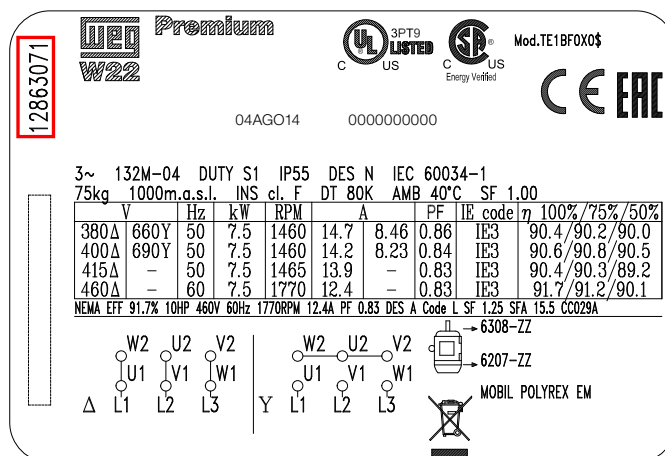 12863071
WEG Premium
W22
UL 3PT9
LISTED
C US
SA ®
C US
Energy Verified
Mod.TE1BFOXO$
CE EAC
04AGO14 0000000000
3~ 132M-04 DUTY S1 IP55 DES N IEC 60034-1
75kg 1000m.a.s.l. INS cl. F DT 80K AMB 40°C SF 1.00
V Hz kW RPM A PF IE code η 100%/75%/50%
380Δ 660Y 50 7.5 1460 14.7 8.46 0.86 IE3 90.4/90.2/90.0
400Δ 690Y 50 7.5 1460 14.2 8.23 0.84 IE3 90.6/90.8/90.5
415Δ - 50 7.5 1465 13.9 - 0.83 IE3 90.4/90.3/89.2
460Δ - 60 7.5 1770 12.4 - 0.83 IE3 91.7/91.2/90.1
NEMA EFF 91.7% 10HP 460V 60Hz 1770RPM 12.4A PF 0.83 DES A Code L SF 1.25 SFA 15.5 CC029A
W2 U2 V2
U1 V1 W1
Δ L1 L2 L3
W2 U2 V2
U1 V1 W1
Y L1 L2 L3
6308-ZZ
6207-ZZ
MOBIL POLYREX EM